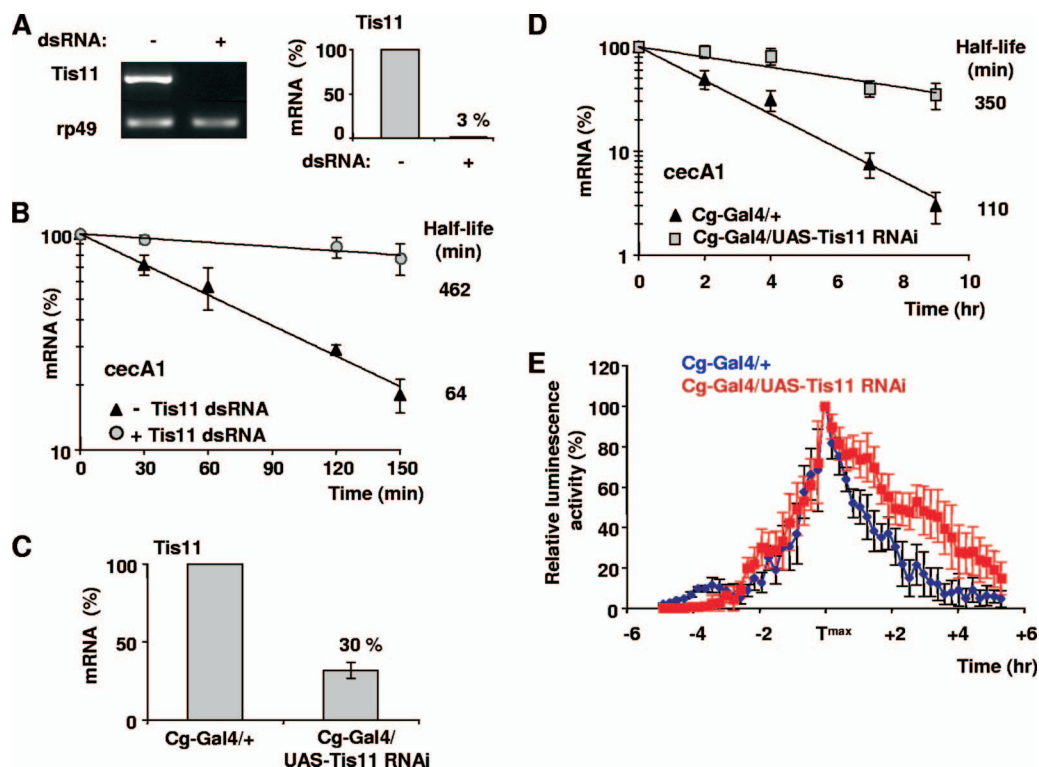 A
dsRNA: - +
Tis11
rp49
Tis11
mRNA (%)
100
50
0
3 %
dsRNA: - +
B
mRNA (%)
100
10
Half-life
(min)
462
64
cecA1
- Tis11 dsRNA
+ Tis11 dsRNA
0 30 60 90 120 150
Time (min)
C
Tis11
mRNA (%)
100
50
0
30 %
Cg-Gal4/+
Cg-Gal4/
UAS-Tis11 RNAi
D
mRNA (%)
100
10
1
Half-life
(min)
350
110
cecA1
Cg-Gal4/+
Cg-Gal4/UAS-Tis11 RNAi
0 2 4 6 8 10
Time (hr)
E
Cg-Gal4/+
Cg-Gal4/UAS-Tis11 RNAi
Relative luminescence
activity (%)
120
100
80
60
40
20
0
-6 -4 -2 Tmax +2 +4 +6
Time (hr)